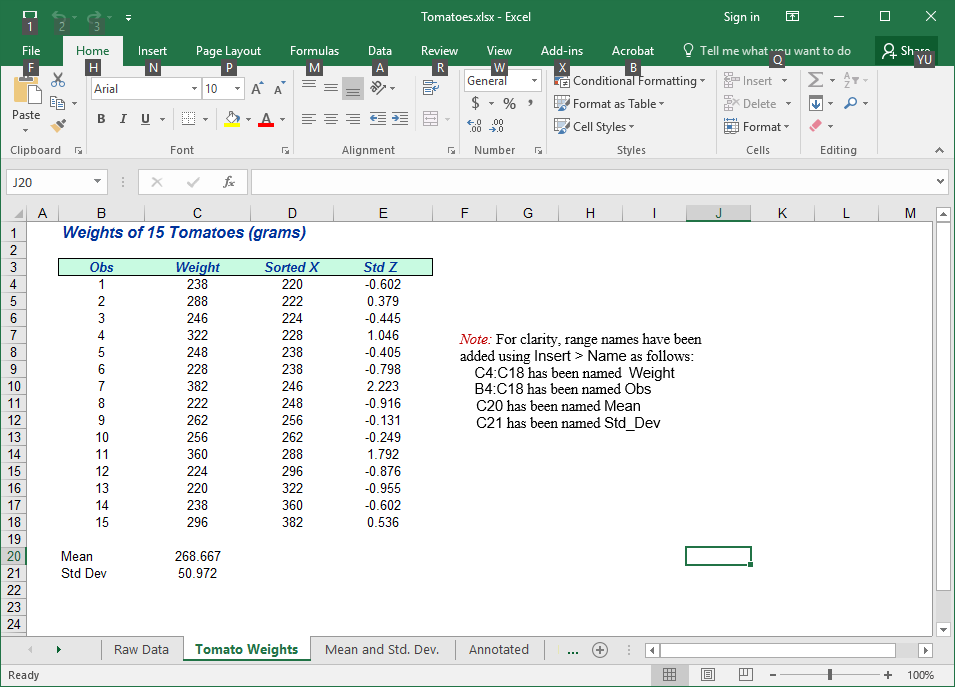 Tomatoes.xlsx - Excel
Sign in
1 2 3
File Home Insert Page Layout Formulas Data Review View Add-ins Acrobat Tell me what you want to do Share
F H N P M A R W X B Q YU
Paste
Arial 10
B I U A
General
$ % ,
Conditional Formatting
Format as Table
Cell Styles
Insert
Delete
Format
Clipboard Font Alignment Number Styles Cells Editing
J20 fx
A B C D E F G H I J K L M
1 Weights of 15 Tomatoes (grams)
2
3 Obs Weight Sorted X Std Z
4 1 238 220 -0.602
5 2 288 222 0.379
6 3 246 224 -0.445
7 4 322 228 1.046
Note: For clarity, range names have been
8 5 248 238 -0.405
added using Insert > Name as follows:
9 6 228 238 -0.798
C4:C18 has been named Weight
10 7 382 246 2.223
B4:C18 has been named Obs
11 8 222 248 -0.916
C20 has been named Mean
12 9 262 256 -0.131
C21 has been named Std_Dev
13 10 256 262 -0.249
14 11 360 288 1.792
15 12 224 296 -0.876
16 13 220 322 -0.955
17 14 238 360 -0.602
18 15 296 382 0.536
19
20 Mean 268.667
21 Std Dev 50.972
22
23
24
Raw Data Tomato Weights Mean and Std. Dev. Annotated ...
Ready 100%